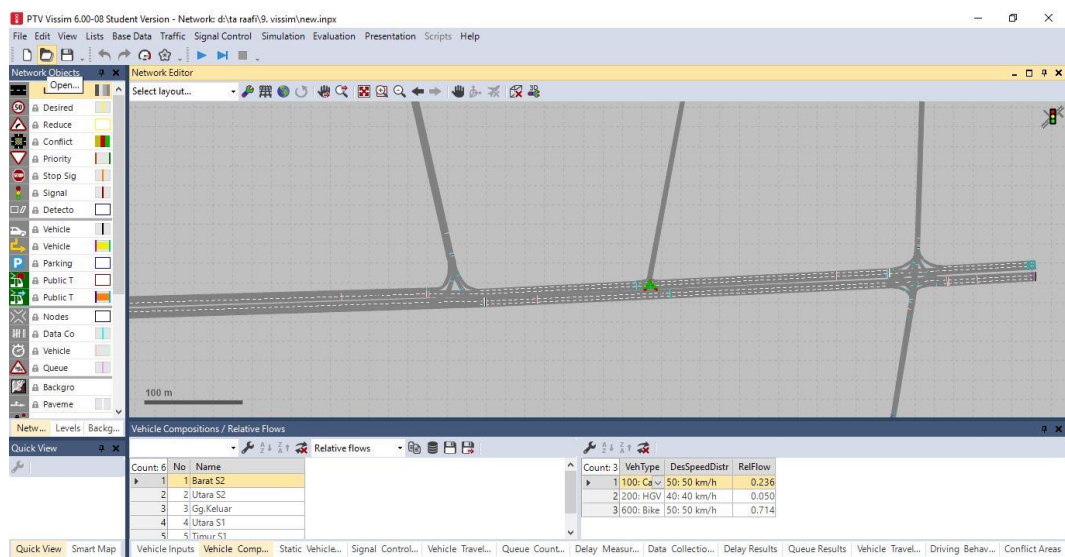 PTV Vissim 6.00-08 Student Version - Network: d:\ta raafi\9. vissim\new.inpx
File Edit View Lists Base Data Traffic Signal Control Simulation Evaluation Presentation Scripts Help
Network Objects
Open...
Network Editor
Select layout...
Desired
Reduce
Conflict
Priority
Stop Sig
Signal
Detecto
Vehicle
Vehicle
Parking
Public T
Public T
Nodes
Data Co
Vehicle
Queue
Backgro
Paveme
100 m
Netw... Levels Backg...
Vehicle Compositions / Relative Flows
Quick View
Relative flows
Count: 6 No Name
1 1 Barat S2
2 2 Utara S2
3 3 Gg.Keluar
4 4 Utara S1
5 5 Timur S1
Count: 3 VehType DesSpeedDistr RelFlow
1 100: Ca 50: 50 km/h 0.236
2 200: HGV 40: 40 km/h 0.050
3 600: Bike 50: 50 km/h 0.714
Quick View Smart Map
Vehicle Inputs Vehicle Comp... Static Vehicle... Signal Control... Vehicle Travel... Queue Count... Delay Measur... Data Collectio... Delay Results Queue Results Vehicle Travel... Driving Behav... Conflict Areas